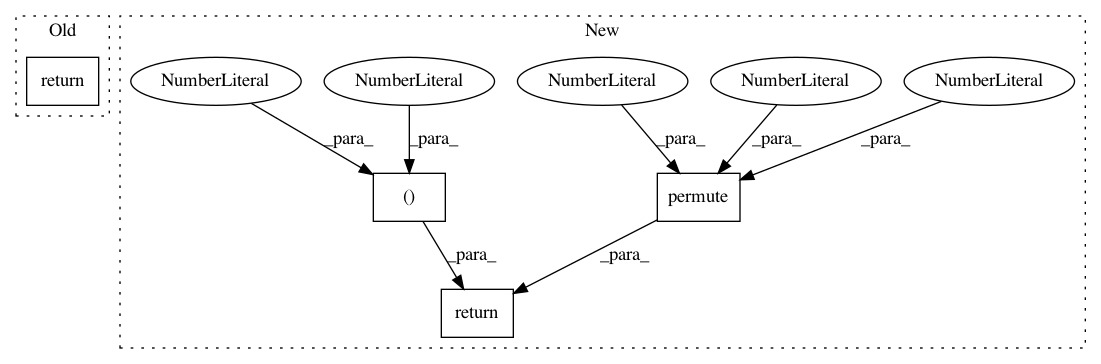 Old
New
return
NumberLiteral
NumberLiteral
NumberLiteral
NumberLiteral
NumberLiteral
_para_
_para_
_para_
_para_
_para_
()
permute
_para_
_para_
return